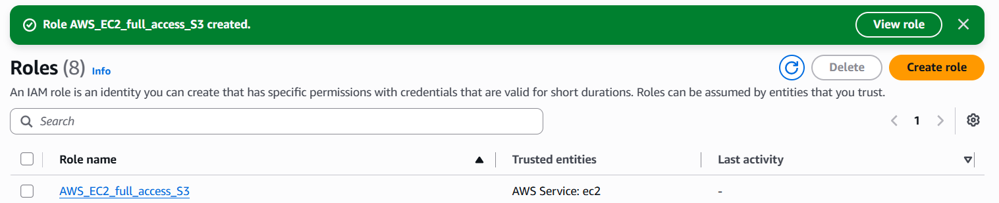 Role AWS_EC2_full_access_S3 created. View role
Roles (8) Info Delete Create role
An IAM role is an identity you can create that has specific permissions with credentials that are valid for short durations. Roles can be assumed by entities that you trust.
Search 1
Role name Trusted entities Last activity
AWS_EC2_full_access_S3 AWS Service: ec2 -